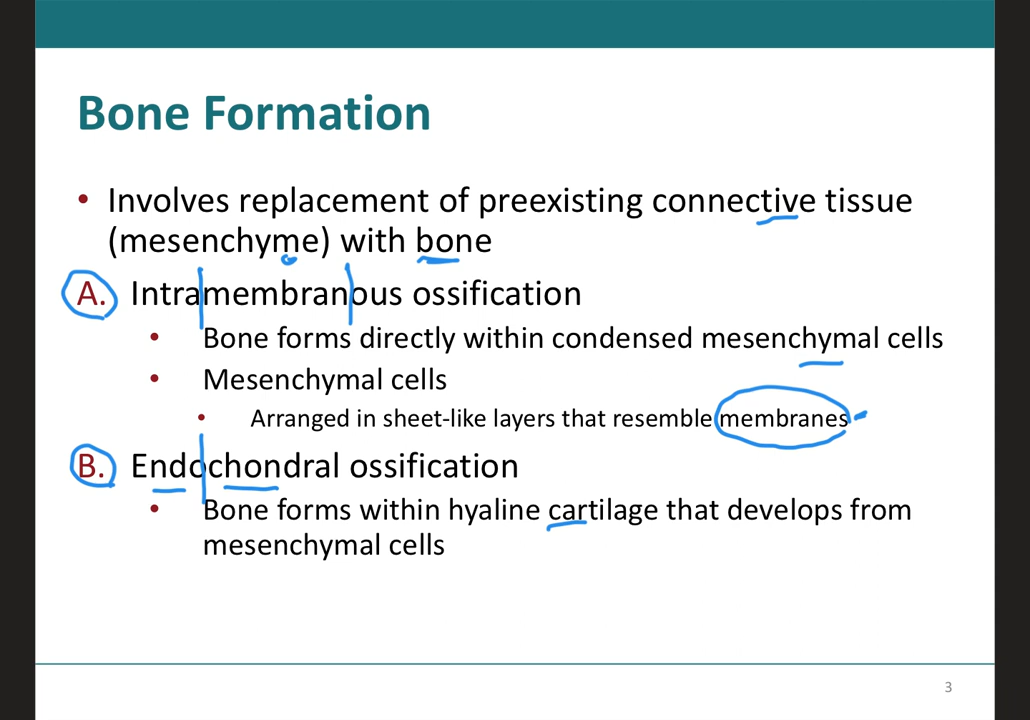 Bone Formation
• Involves replacement of preexisting connective tissue
(mesenchyme) with bone
A. Intramembranous ossification
• Bone forms directly within condensed mesenchymal cells
• Mesenchymal cells
• Arranged in sheet-like layers that resemble membranes
B. Endochondral ossification
• Bone forms within hyaline cartilage that develops from
mesenchymal cells
3